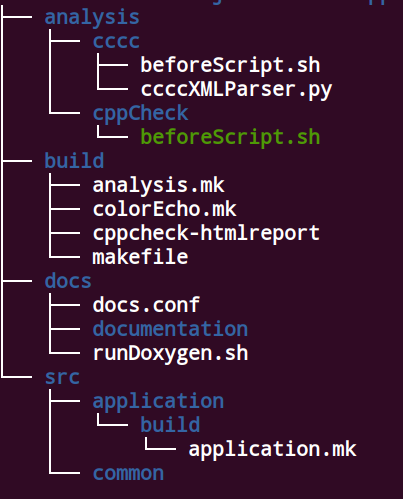 analysis
cccc
beforeScript.sh
ccccXMLParser.py
cppCheck
beforeScript.sh
build
analysis.mk
colorEcho.mk
cppcheck-htmlreport
makefile
docs
docs.conf
documentation
runDoxygen.sh
src
application
build
application.mk
common